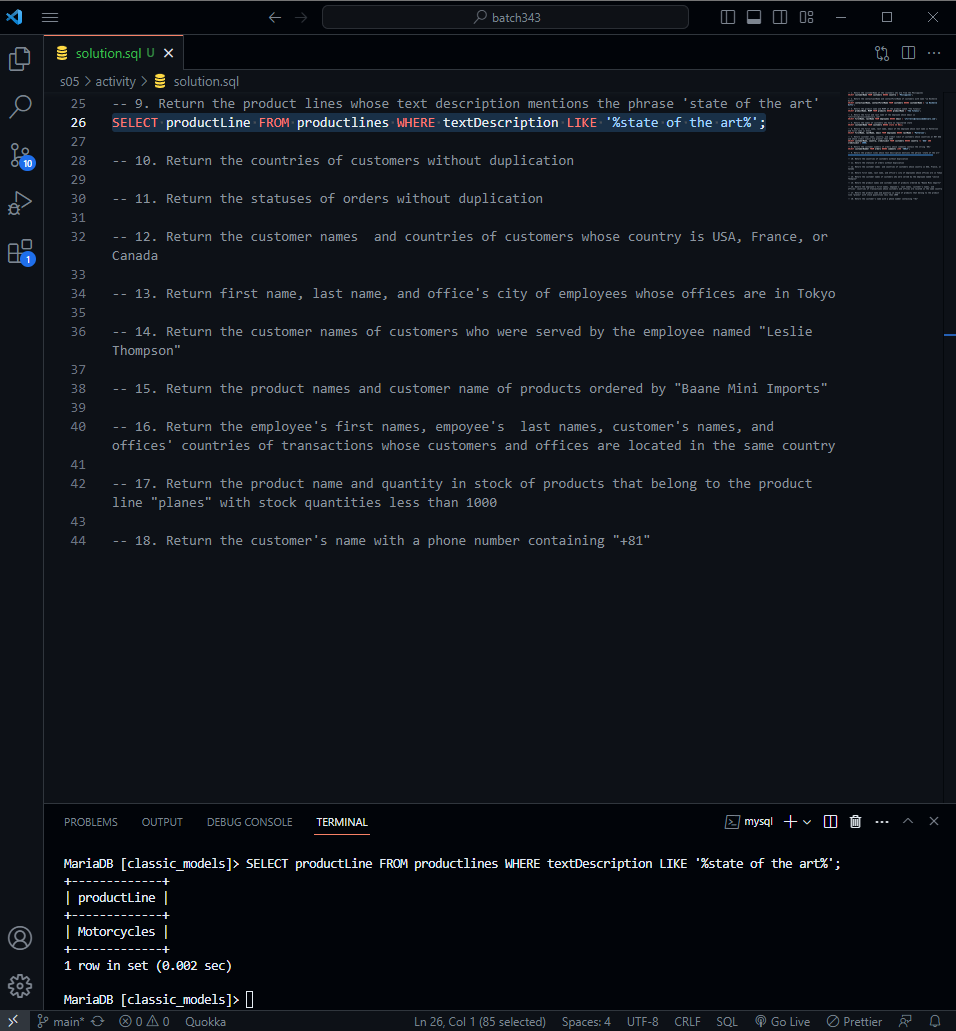 batch343
solution.sql U
s05 > activity > solution.sql
25 -- 9. Return the product lines whose text description mentions the phrase 'state of the art'
26 SELECT productLine FROM productlines WHERE textDescription LIKE '%state of the art%';
27
28 -- 10. Return the countries of customers without duplication
29
30 -- 11. Return the statuses of orders without duplication
31
32 -- 12. Return the customer names  and countries of customers whose country is USA, France, or
Canada
33
34 -- 13. Return first name, last name, and office's city of employees whose offices are in Tokyo
35
36 -- 14. Return the customer names of customers who were served by the employee named "Leslie
Thompson"
37
38 -- 15. Return the product names and customer name of products ordered by "Baane Mini Imports"
39
40 -- 16. Return the employee's first names, empoyee's  last names, customer's names, and
offices' countries of transactions whose customers and offices are located in the same country
41
42 -- 17. Return the product name and quantity in stock of products that belong to the product
line "planes" with stock quantities less than 1000
43
44 -- 18. Return the customer's name with a phone number containing "+81"
10
1
PROBLEMS OUTPUT DEBUG CONSOLE TERMINAL mysql
MariaDB [classic_models]> SELECT productLine FROM productlines WHERE textDescription LIKE '%state of the art%';
+-------------+
| productLine |
+-------------+
| Motorcycles |
+-------------+
1 row in set (0.002 sec)
MariaDB [classic_models]>
main* 0 0 Quokka Ln 26, Col 1 (85 selected) Spaces: 4 UTF-8 CRLF SQL Go Live Prettier